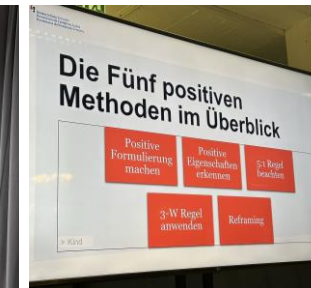 Die Fünf positiven
Methoden im Überblick
Positive
Formulierung
machen
Positive
Eigenschaften
erkennen
5:1 Regel
beachten
3-W Regel
anwenden
Reframing
> Kind